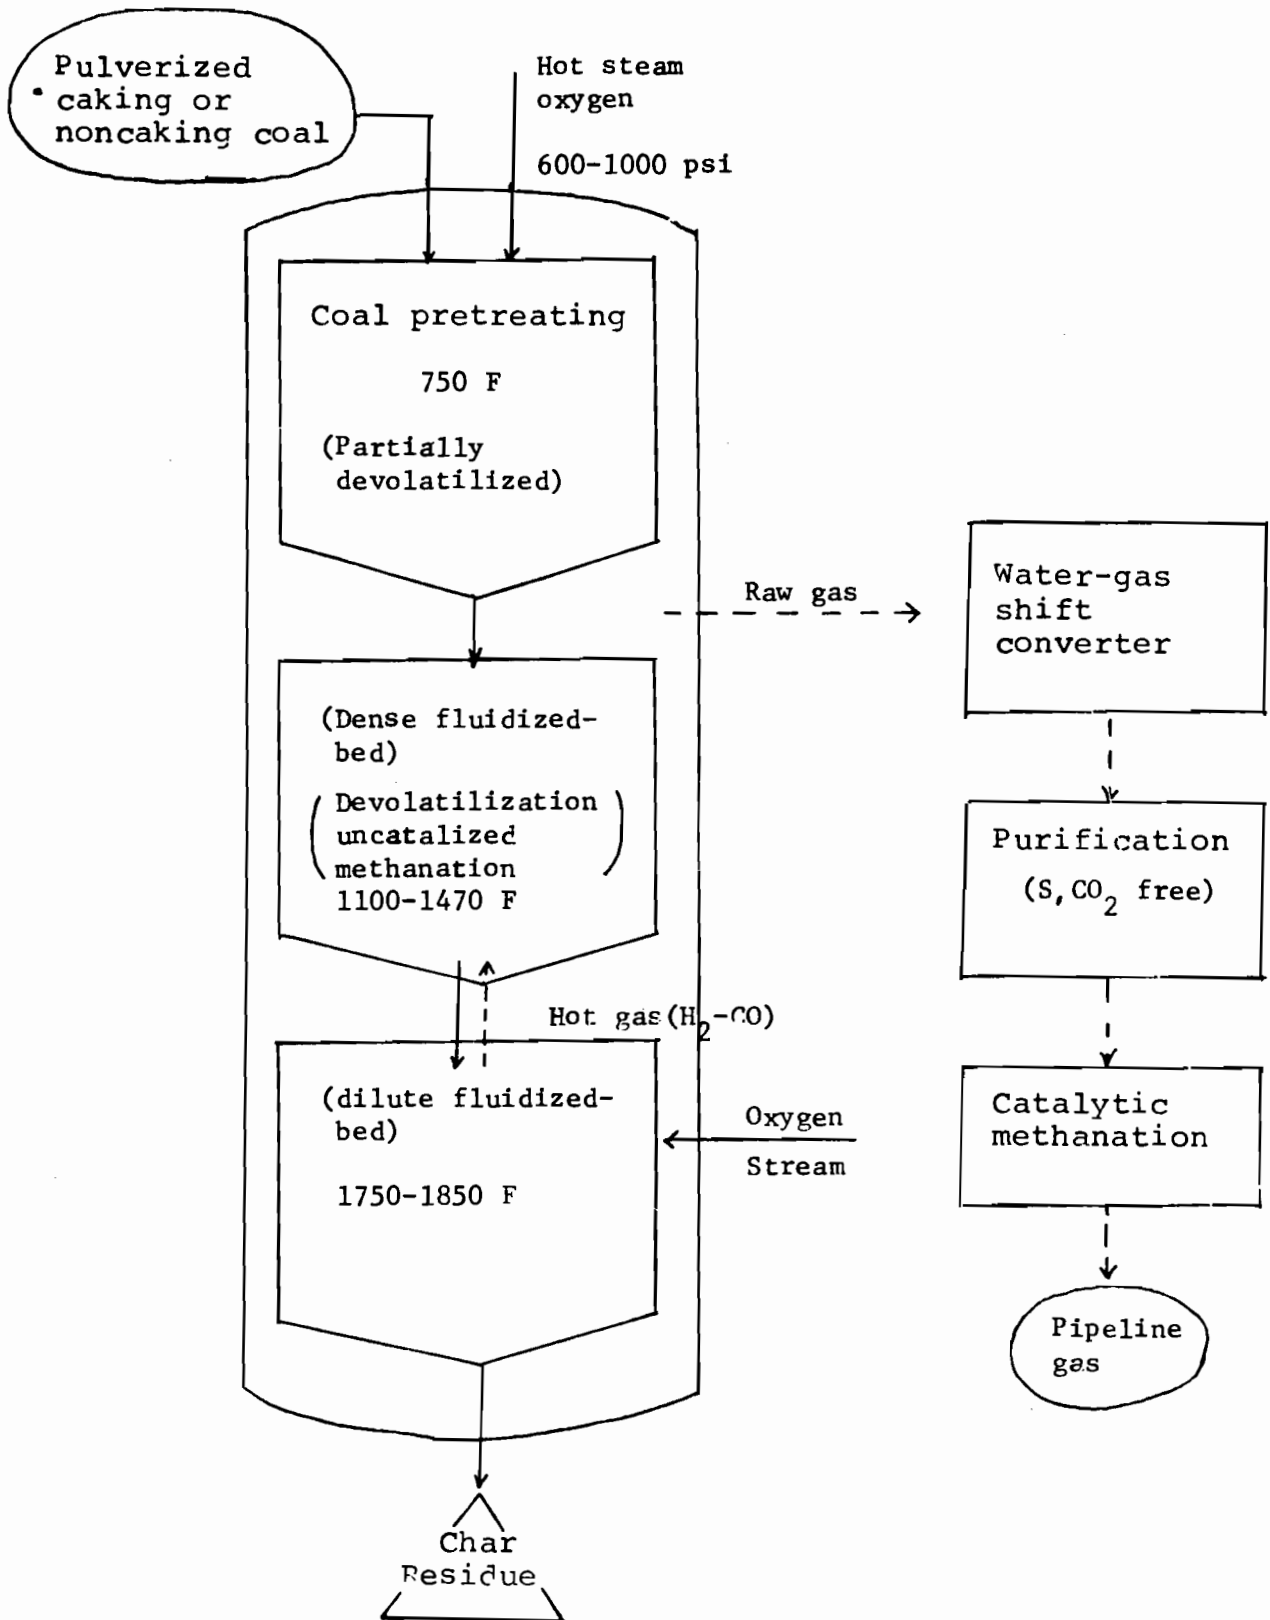 Pulverized
caking or
noncaking coal
Hot steam
oxygen
600-1000 psi
Coal pretreating
750 F
(Partially
devolatilized)
Raw gas
Water-gas
shift
converter
(Dense fluidized-
bed)
(Devolatilization
uncatalized
methanation)
1100-1470 F
Purification
(S,CO2 free)
Hot gas(H2-CO)
(dilute fluidized-
bed)
1750-1850 F
Oxygen
Stream
Catalytic
methanation
Pipeline
gas
Char
Residue